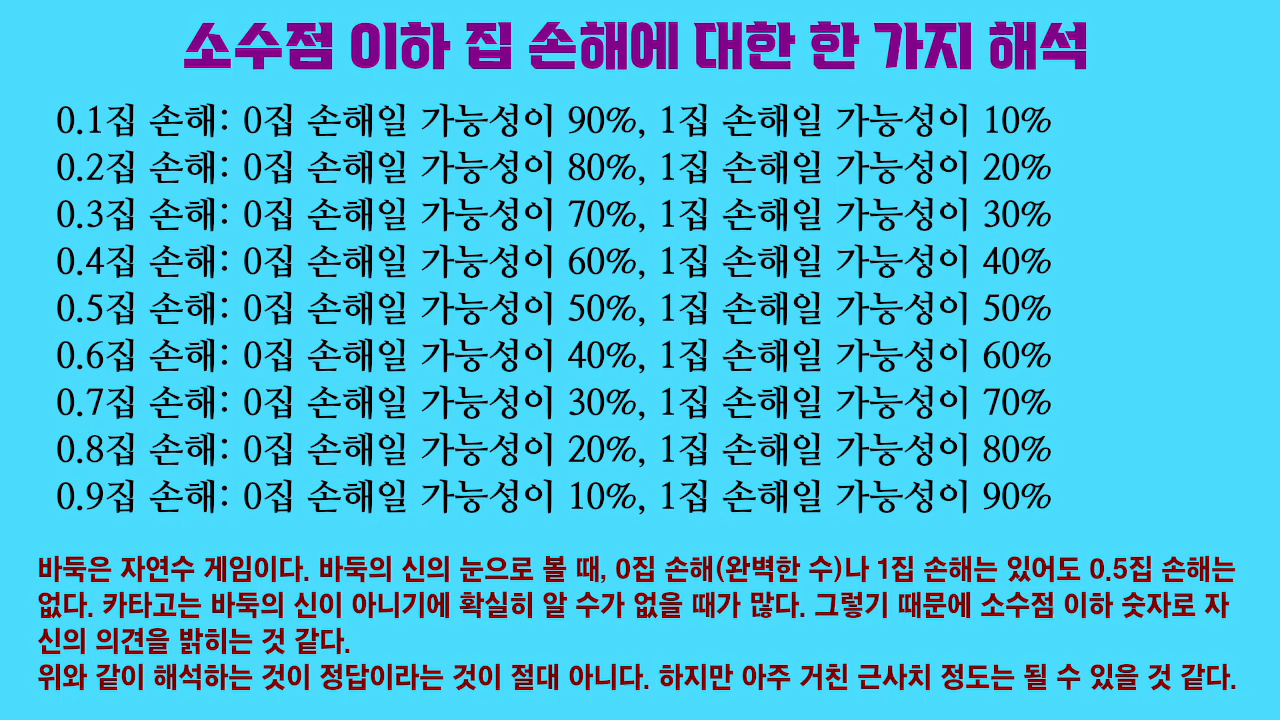 소수점 이하 집 손해에 대한 한 가지 해석
0.1집 손해: 0집 손해일 가능성이 90%, 1집 손해일 가능성이 10%
0.2집 손해: 0집 손해일 가능성이 80%, 1집 손해일 가능성이 20%
0.3집 손해: 0집 손해일 가능성이 70%, 1집 손해일 가능성이 30%
0.4집 손해: 0집 손해일 가능성이 60%, 1집 손해일 가능성이 40%
0.5집 손해: 0집 손해일 가능성이 50%, 1집 손해일 가능성이 50%
0.6집 손해: 0집 손해일 가능성이 40%, 1집 손해일 가능성이 60%
0.7집 손해: 0집 손해일 가능성이 30%, 1집 손해일 가능성이 70%
0.8집 손해: 0집 손해일 가능성이 20%, 1집 손해일 가능성이 80%
0.9집 손해: 0집 손해일 가능성이 10%, 1집 손해일 가능성이 90%
바둑은 자연수 게임이다. 바둑의 신의 눈으로 볼 때, 0집 손해(완벽한 수)나 1집 손해는 있어도 0.5집 손해는
없다. 카타고는 바둑의 신이 아니기에 확실히 알 수가 없을 때가 많다. 그렇기 때문에 소수점 이하 숫자로 자
신의 의견을 밝히는 것 같다.
위와 같이 해석하는 것이 정답이라는 것이 절대 아니다. 하지만 아주 거친 근사치 정도는 될 수 있을 것 같다.